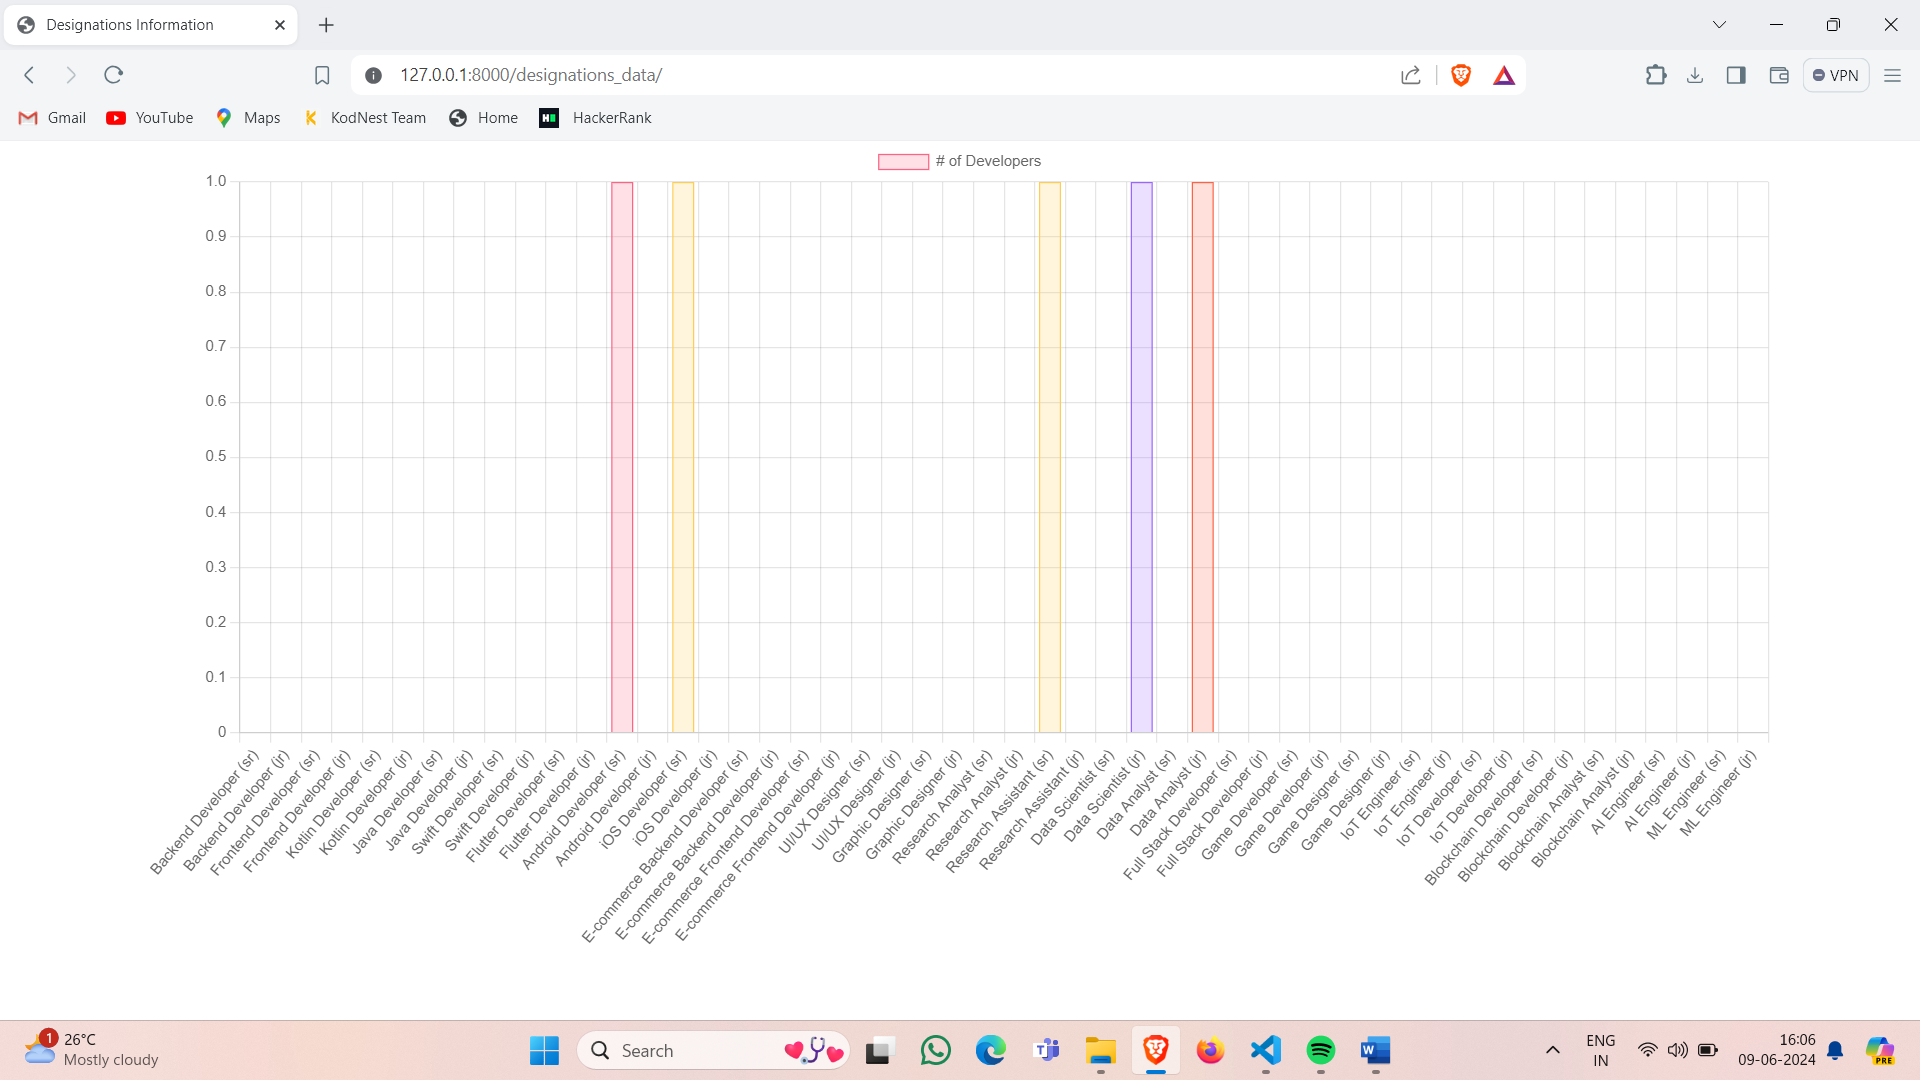 Designations Information
127.0.0.1:8000/designations_data/
VPN
Gmail YouTube Maps KodNest Team Home HackerRank
# of Developers
1.0
0.9
0.8
0.7
0.6
0.5
0.4
0.3
0.2
0.1
0
Backend Developer (sr)
Backend Developer (jr)
Frontend Developer (sr)
Frontend Developer (jr)
Kotlin Developer (sr)
Kotlin Developer (jr)
Java Developer (sr)
Java Developer (jr)
Swift Developer (sr)
Swift Developer (jr)
Flutter Developer (sr)
Flutter Developer (jr)
Android Developer (sr)
Android Developer (jr)
iOS Developer (sr)
iOS Developer (jr)
E-commerce Backend Developer (sr)
E-commerce Backend Developer (jr)
E-commerce Frontend Developer (sr)
E-commerce Frontend Developer (jr)
UI/UX Designer (sr)
UI/UX Designer (jr)
Graphic Designer (sr)
Graphic Designer (jr)
Research Analyst (sr)
Research Analyst (jr)
Research Assistant (sr)
Research Assistant (jr)
Data Scientist (sr)
Data Scientist (jr)
Data Analyst (sr)
Data Analyst (jr)
Full Stack Developer (sr)
Full Stack Developer (jr)
Game Developer (sr)
Game Developer (jr)
Game Designer (sr)
Game Designer (jr)
IoT Engineer (sr)
IoT Engineer (jr)
IoT Developer (sr)
IoT Developer (jr)
Blockchain Developer (sr)
Blockchain Developer (jr)
Blockchain Analyst (sr)
Blockchain Analyst (jr)
AI Engineer (sr)
AI Engineer (jr)
ML Engineer (sr)
ML Engineer (jr)
1
26°C
Mostly cloudy
Search
ENG
IN
16:06
09-06-2024
PRE